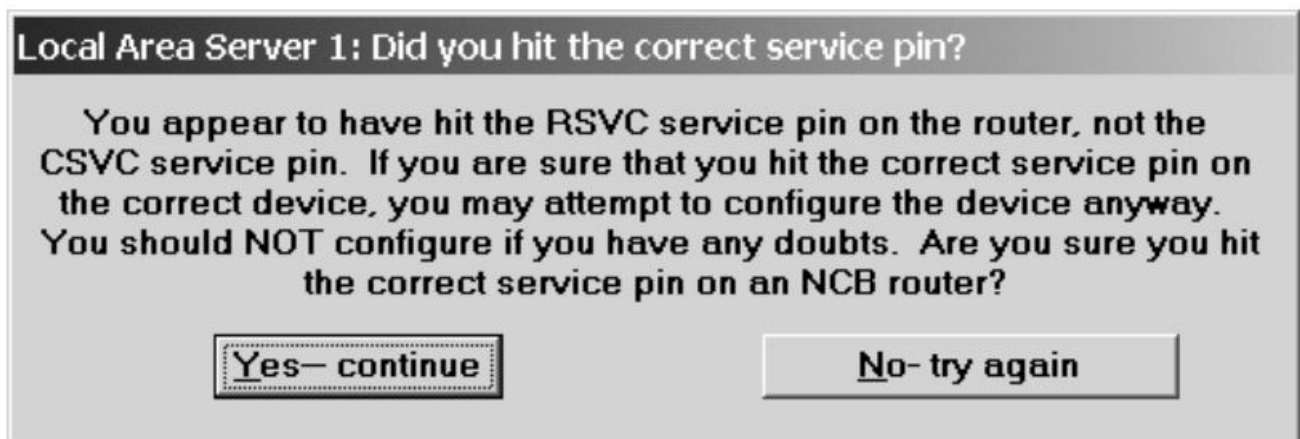 Local Area Server 1: Did you hit the correct service pin?
You appear to have hit the RSVC service pin on the router, not the
CSVC service pin. If you are sure that you hit the correct service pin on
the correct device, you may attempt to configure the device anyway.
You should NOT configure if you have any doubts. Are you sure you hit
the correct service pin on an NCB router?
Yes– continue
No- try again